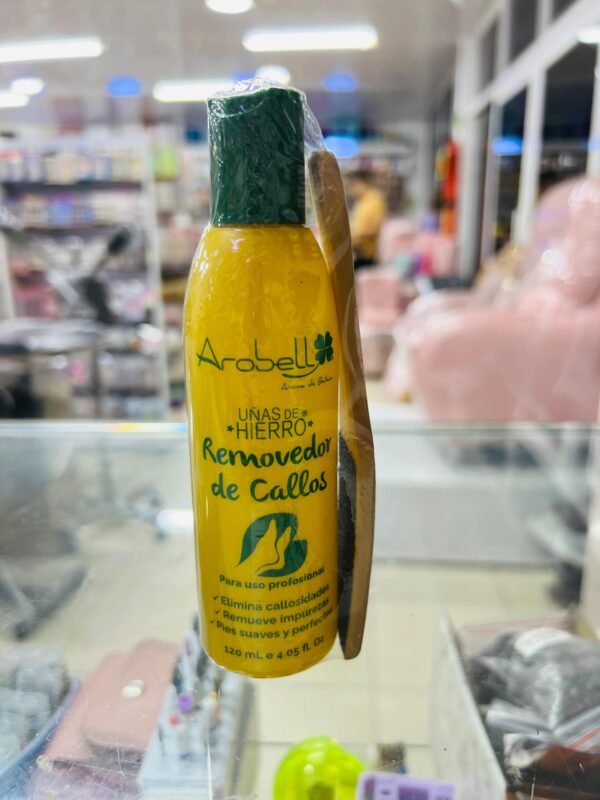 Arobell
Aroma de Bebe
UÑAS DE®
HIERRO
Removedor
de Callos
Para uso profesional
✓Elimina callosidades
✓Remueve impurezas
✓Pies suaves y perfectos
120 mL e 4.05 fl. Oz